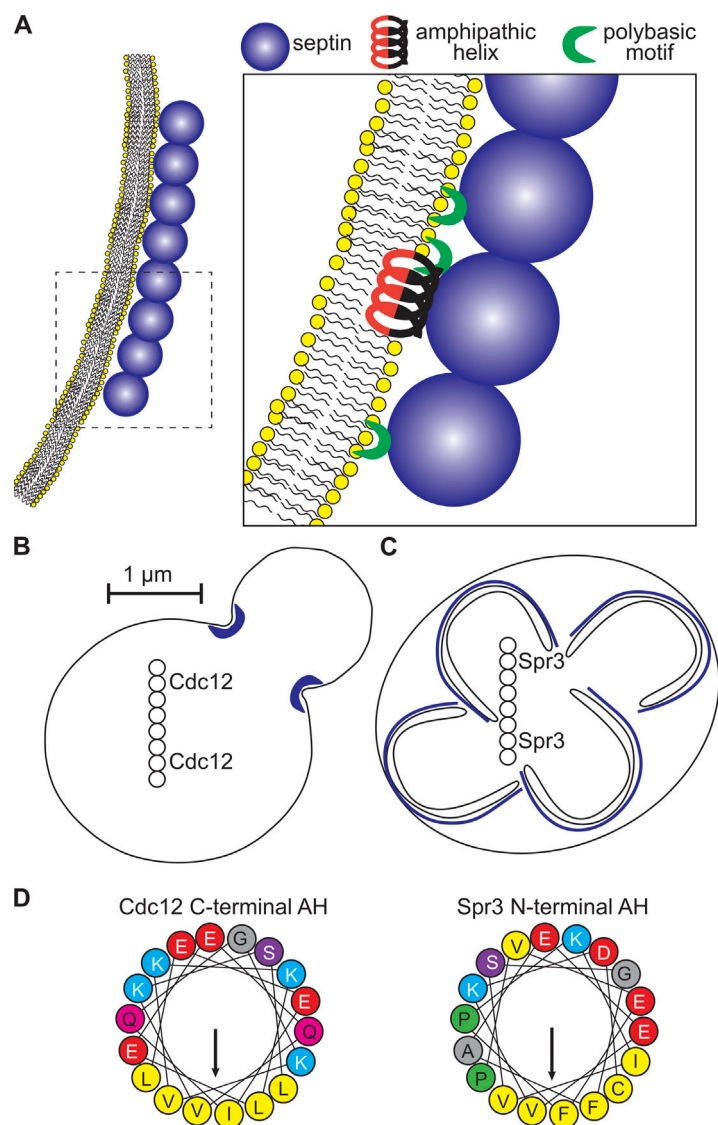 A
septin
amphipathic
helix
polybasic
motif
B
1 µm
Cdc12
Cdc12
C
Spr3
Spr3
D
Cdc12 C-terminal AH
E E G S K E Q K L L I V V L E Q K K
Spr3 N-terminal AH
V E K D G E E I C F F V V P A P K S